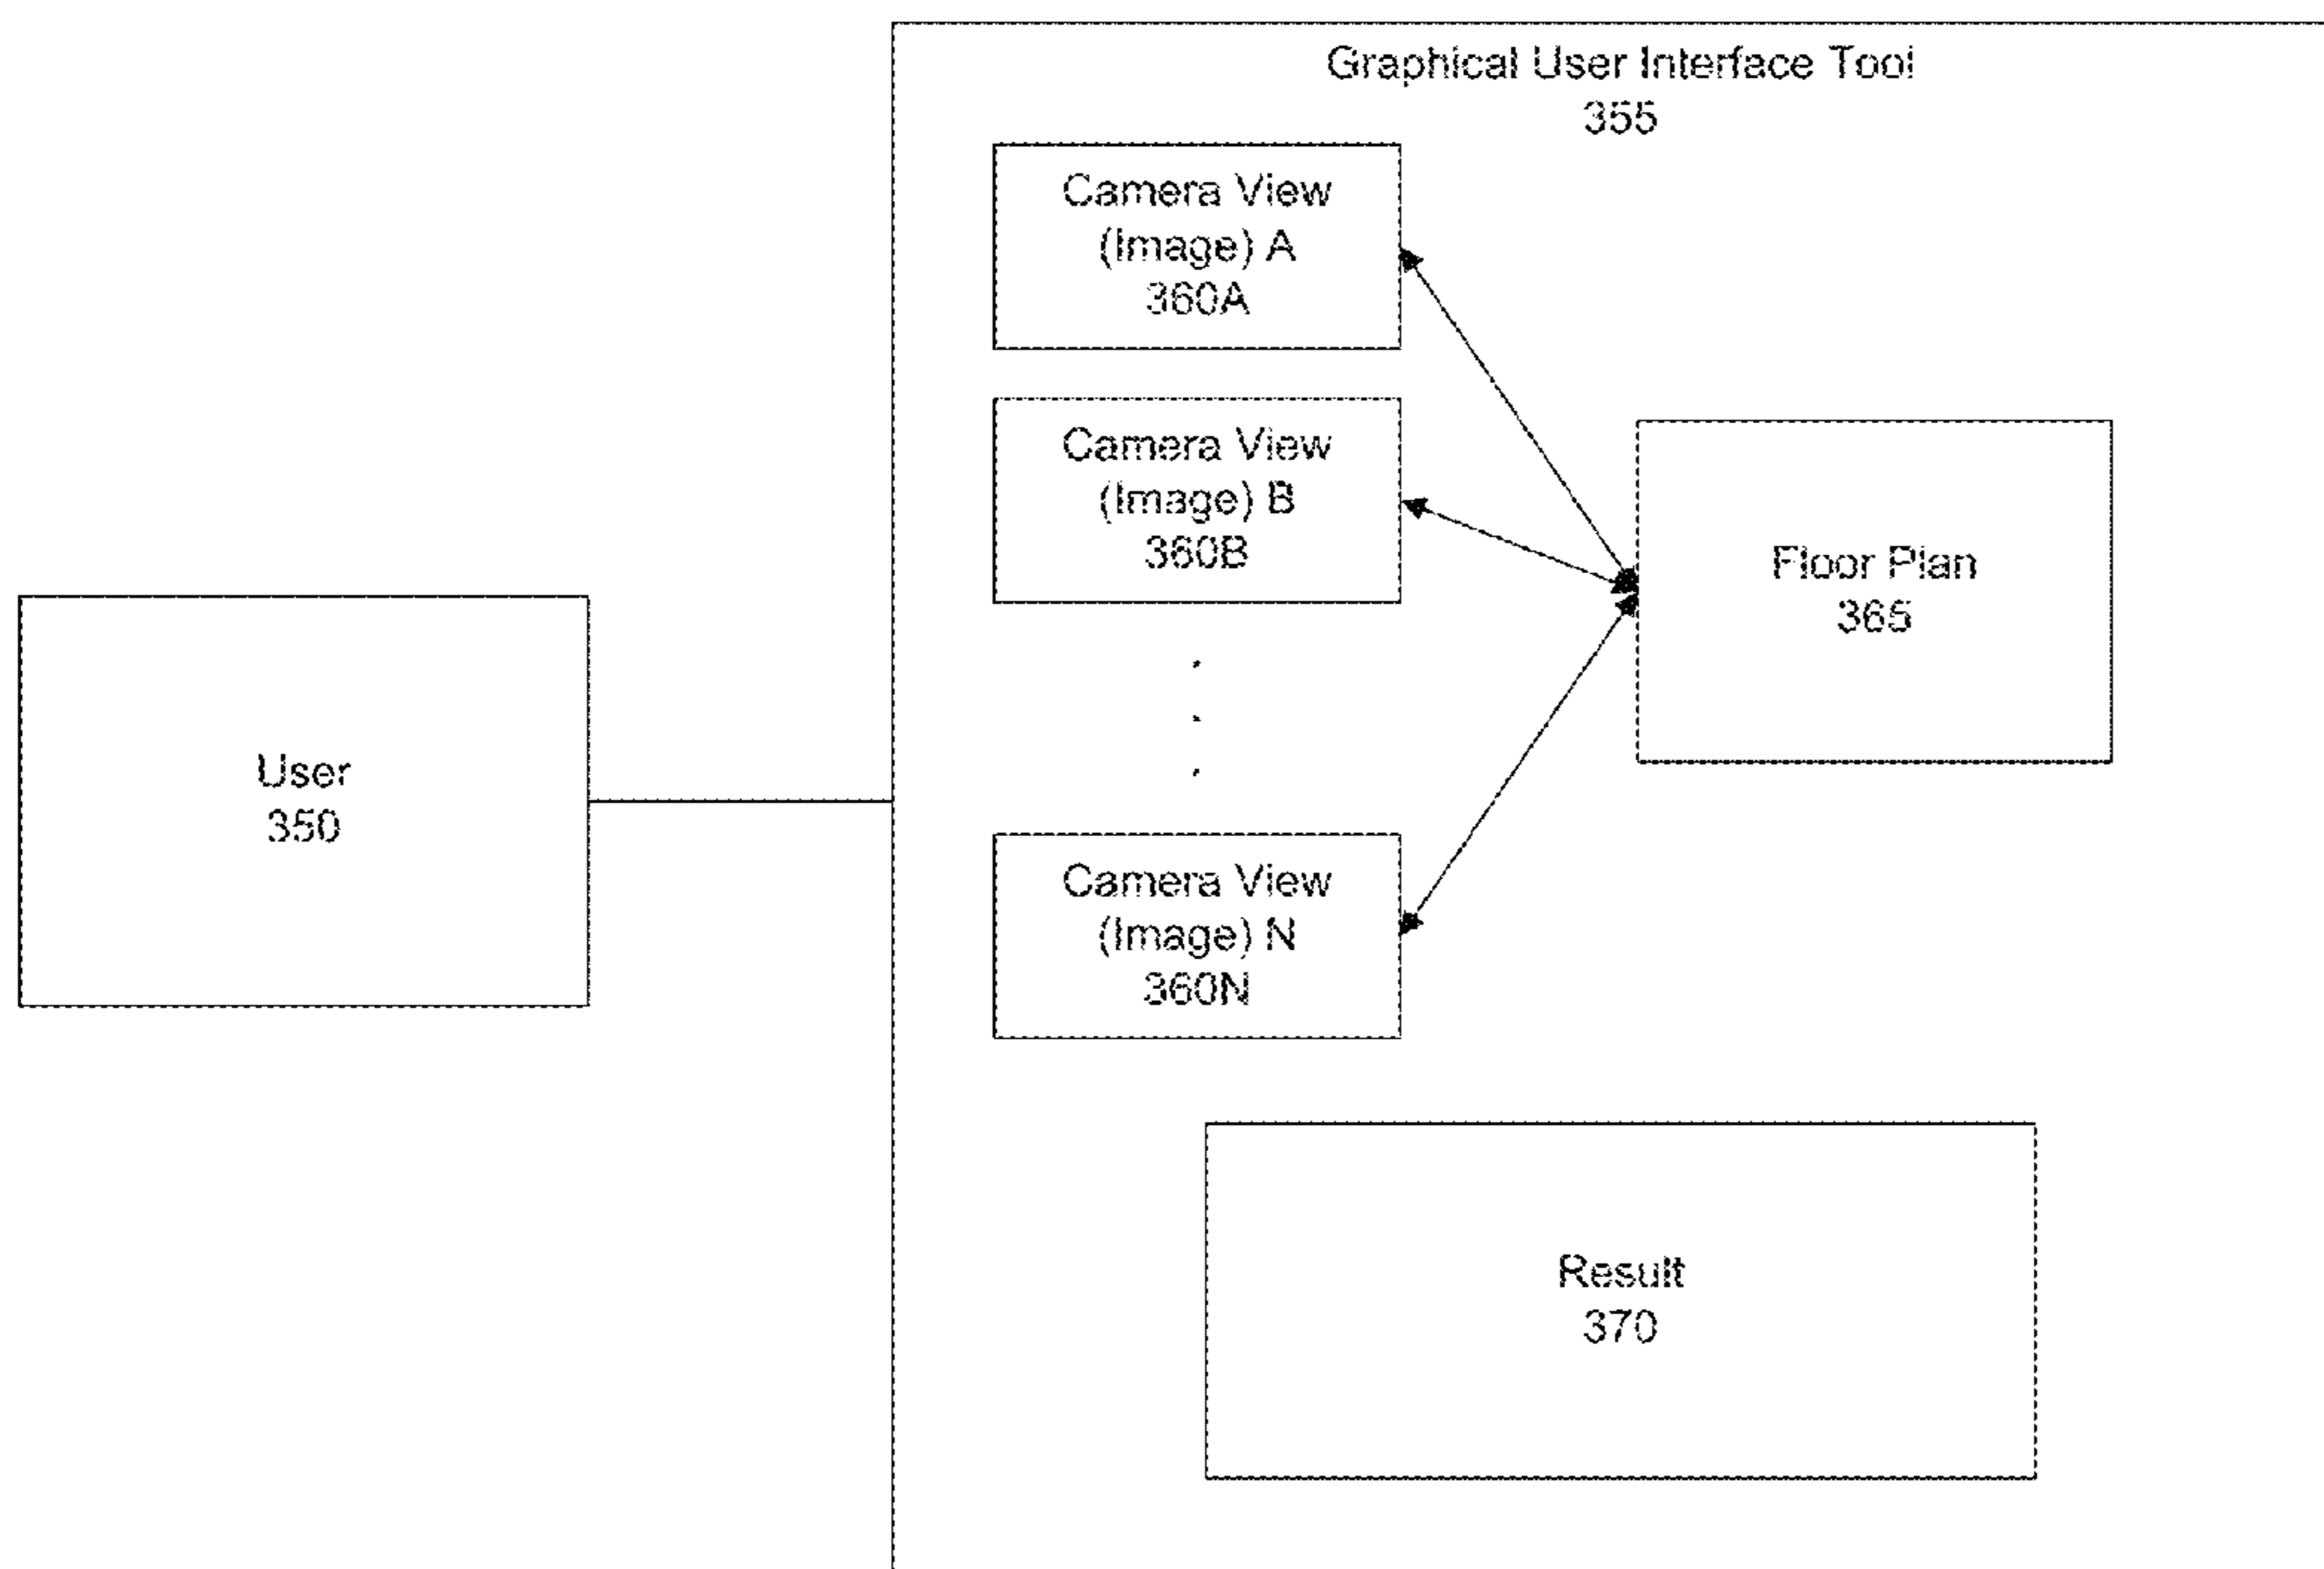 Graphical User Interface Tool
355
Camera View
(Image) A
360A
Camera View
(Image) B
360B
Floor Plan
365
User
350
Camera View
(Image) N
360N
Result
370